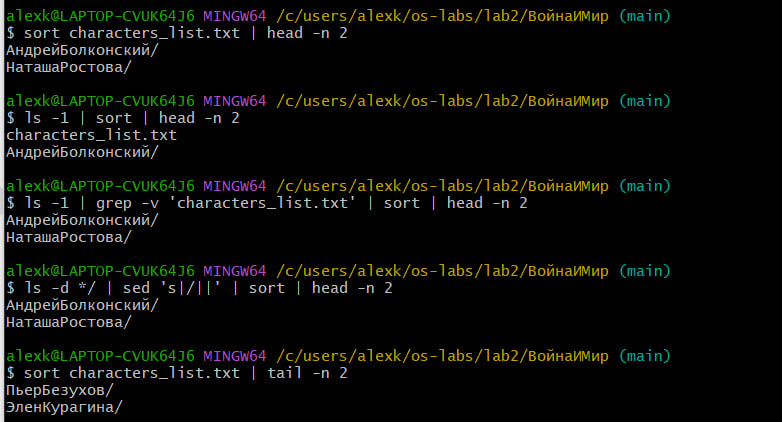 alexk@LAPTOP-CVUK64J6 MINGW64 /c/users/alexk/os-labs/lab2/ВойнаИМир (main)
$ sort characters_list.txt | head -n 2
АндрейБолконский/
НаташаРостова/
alexk@LAPTOP-CVUK64J6 MINGW64 /c/users/alexk/os-labs/lab2/ВойнаИМир (main)
$ ls -1 | sort | head -n 2
characters_list.txt
АндрейБолконский/
alexk@LAPTOP-CVUK64J6 MINGW64 /c/users/alexk/os-labs/lab2/ВойнаИМир (main)
$ ls -1 | grep -v 'characters_list.txt' | sort | head -n 2
АндрейБолконский/
НаташаРостова/
alexk@LAPTOP-CVUK64J6 MINGW64 /c/users/alexk/os-labs/lab2/ВойнаИМир (main)
$ ls -d */ | sed 's|/||' | sort | head -n 2
АндрейБолконский/
НаташаРостова/
alexk@LAPTOP-CVUK64J6 MINGW64 /c/users/alexk/os-labs/lab2/ВойнаИМир (main)
$ sort characters_list.txt | tail -n 2
ПьерБезухов/
ЭленКурагина/